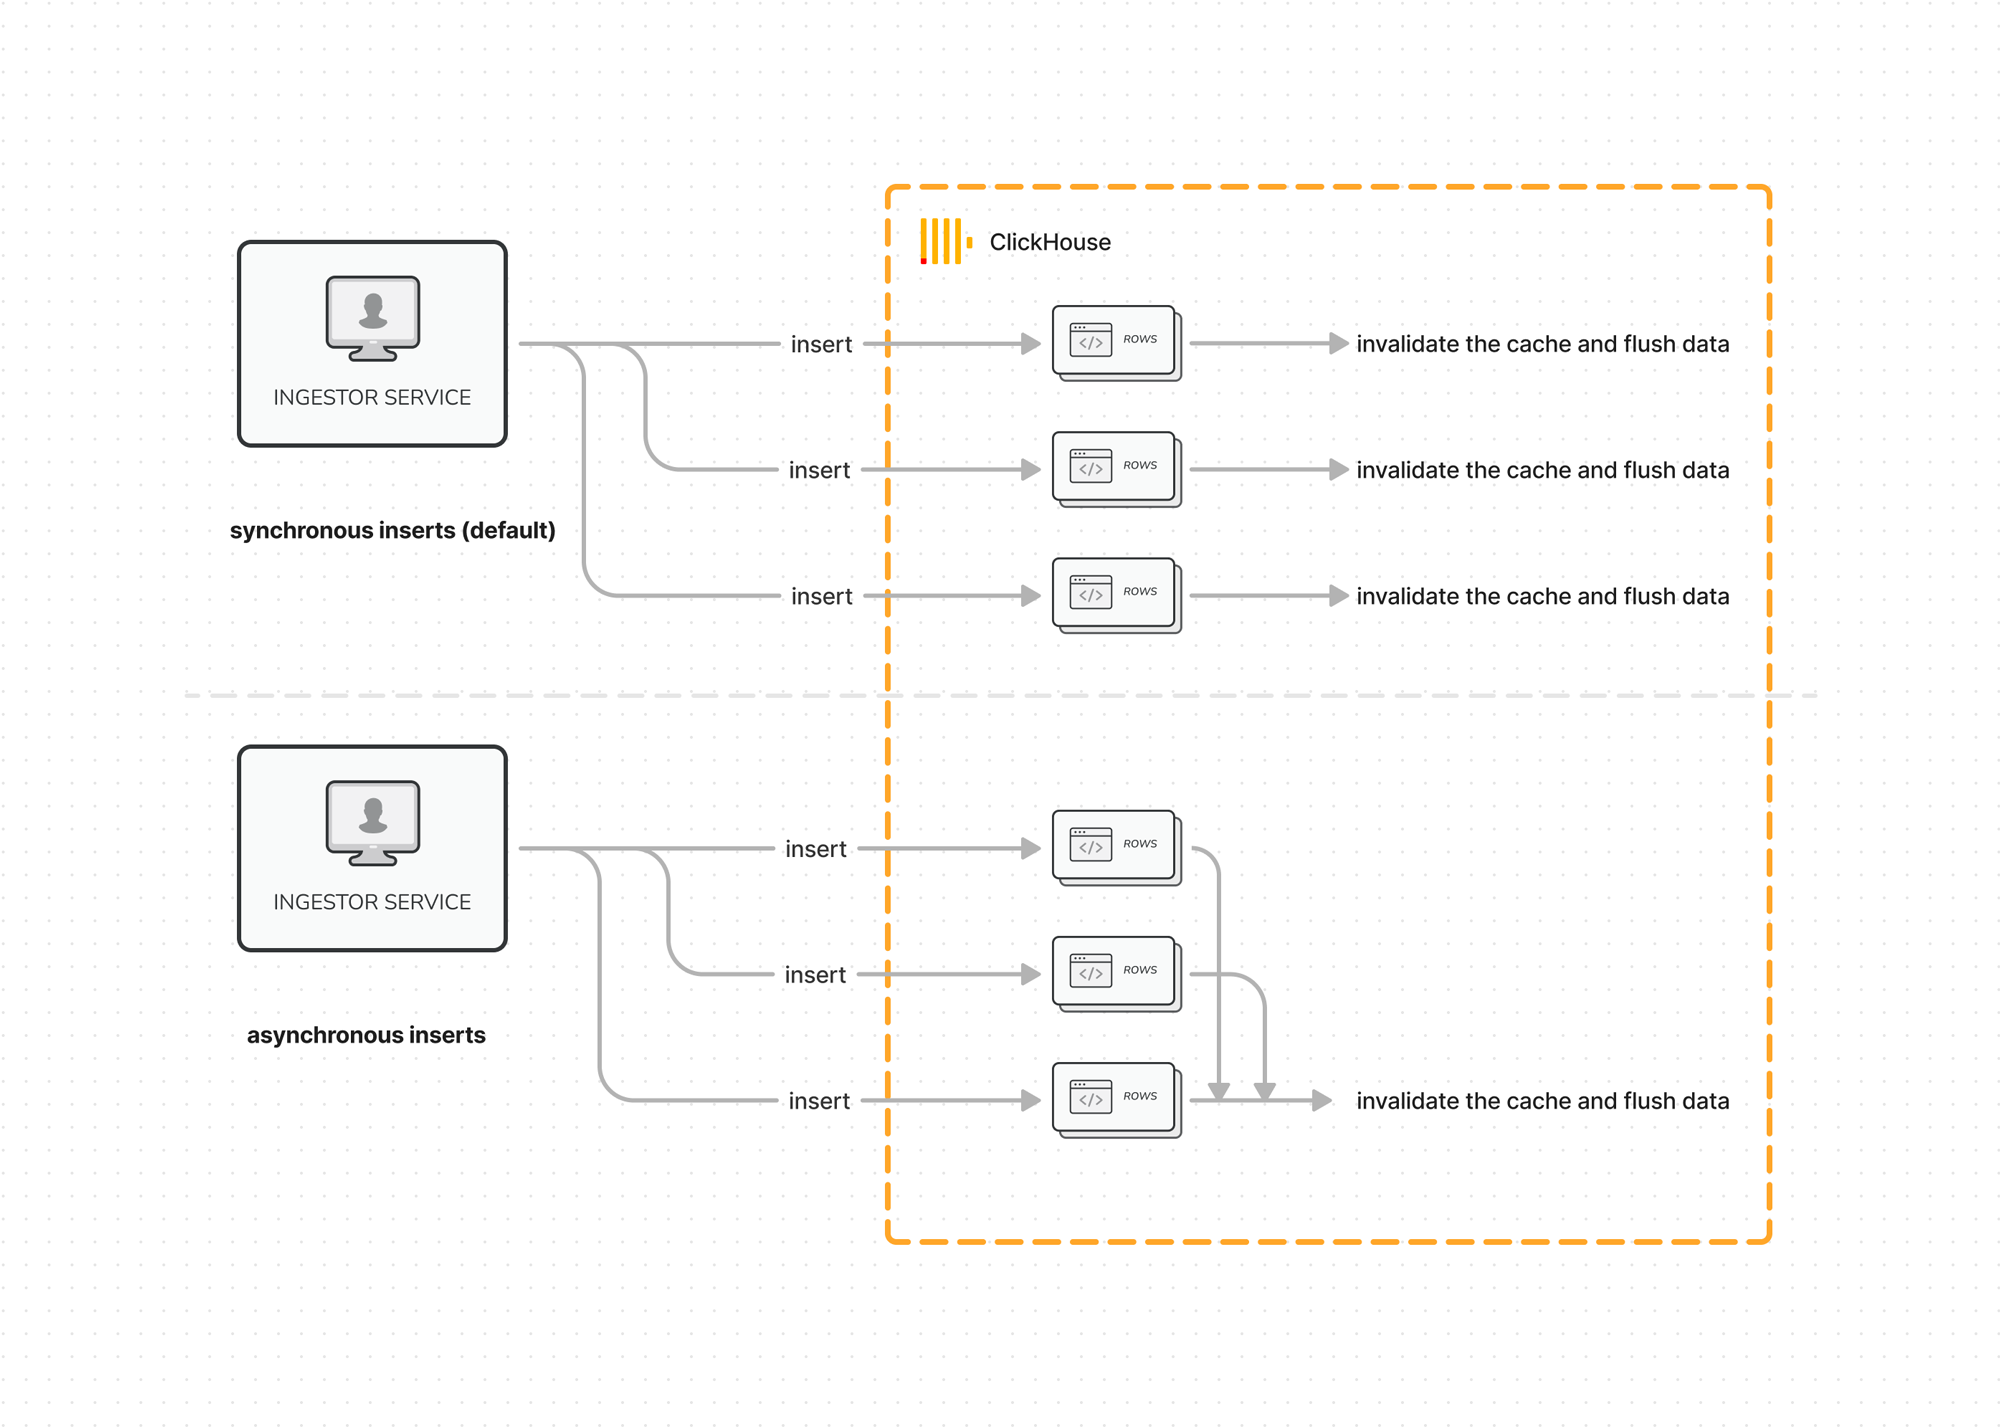 ClickHouse
INGESTOR SERVICE
synchronous inserts (default)
insert
ROWS
invalidate the cache and flush data
insert
ROWS
invalidate the cache and flush data
insert
ROWS
invalidate the cache and flush data
INGESTOR SERVICE
asynchronous inserts
insert
ROWS
insert
ROWS
insert
ROWS
invalidate the cache and flush data